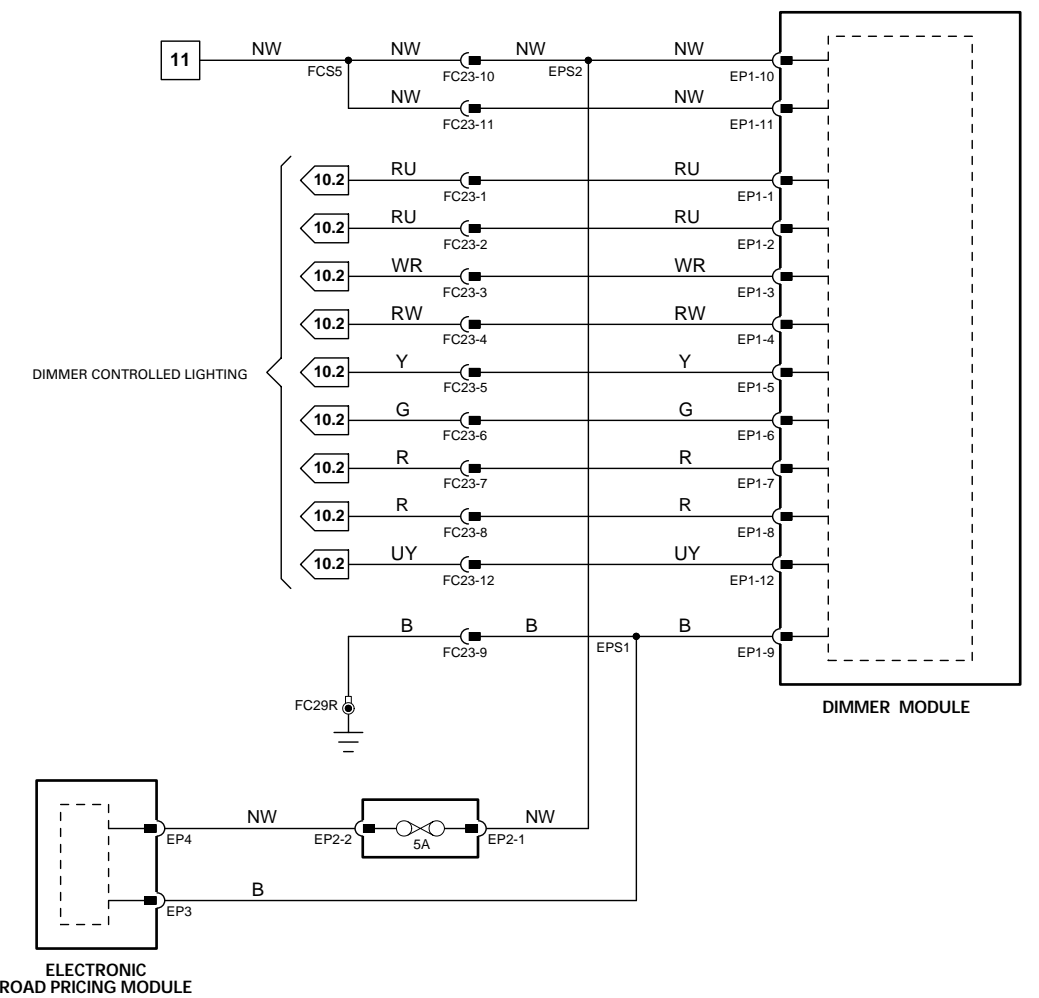 11 NW NW NW NW
FCS5 FC23-10 EPS2 EP1-10
NW NW
FC23-11 EP1-11
10.2 RU RU
FC23-1 EP1-1
10.2 RU RU
FC23-2 EP1-2
10.2 WR WR
FC23-3 EP1-3
10.2 RW RW
FC23-4 EP1-4
DIMMER CONTROLLED LIGHTING
10.2 Y Y
FC23-5 EP1-5
10.2 G G
FC23-6 EP1-6
10.2 R R
FC23-7 EP1-7
10.2 R R
FC23-8 EP1-8
10.2 UY UY
FC23-12 EP1-12
B B B
FC23-9 EPS1 EP1-9
FC29R
DIMMER MODULE
NW NW
EP4 EP2-2 5A EP2-1
B
EP3
ELECTRONIC
ROAD PRICING MODULE